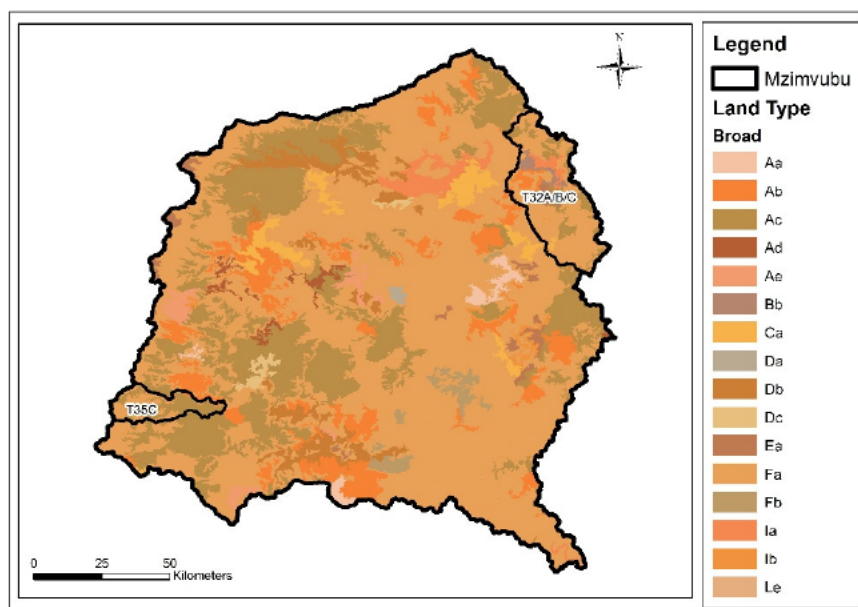 N
T32A/B/C
T35C
0 25 50
Kilometers
Legend
Mzimvubu
Land Type
Broad
Aa
Ab
Ac
Ad
Ae
Bb
Ca
Da
Db
Dc
Ea
Fa
Fb
Ia
Ib
Le